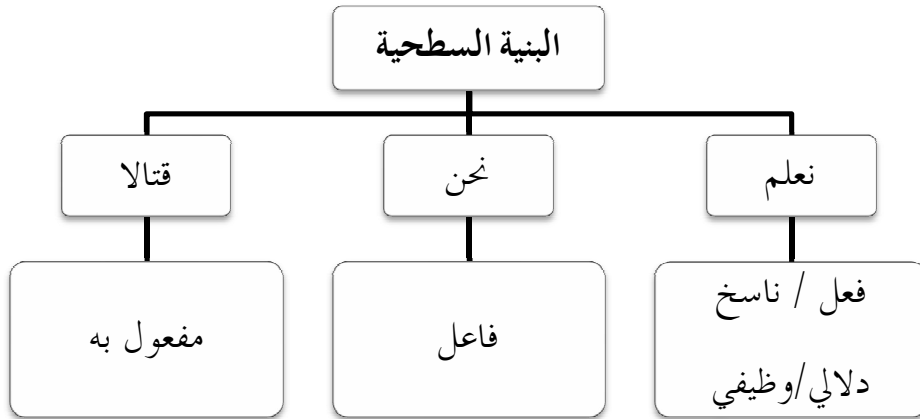 البنية السطحية
نعلم
نحن
قتالا
فعل / ناسخ
دلالي/وظيفي
فاعل
مفعول به